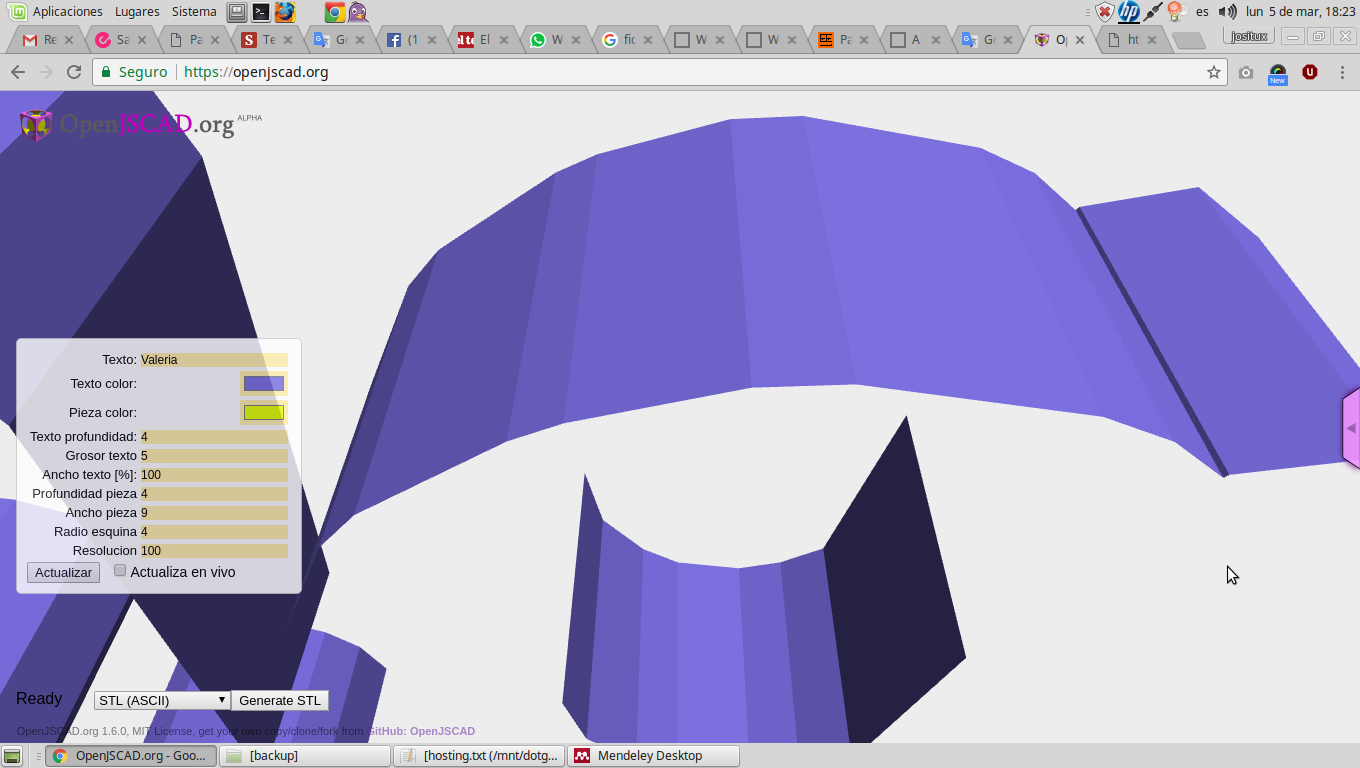 Aplicaciones Lugares Sistema es lun 5 de mar, 18:23
Re Sa Pa Te Go (1 El W fic W W Pa A Go Op ht jositux
Seguro https://openjscad.org New
OpenJSCAD.org ALPHA
Texto: Valeria
Texto color:
Pieza color:
Texto profundidad: 4
Grosor texto 5
Ancho texto [%]: 100
Profundidad pieza 4
Ancho pieza 9
Radio esquina 4
Resolucion 100
Actualizar Actualiza en vivo
Ready STL (ASCII) Generate STL
OpenJSCAD.org 1.6.0, MIT License, get your own copy/clone/fork from GitHub: OpenJSCAD
OpenJSCAD.org - Goo... [backup] [hosting.txt (/mnt/dotg... Mendeley Desktop